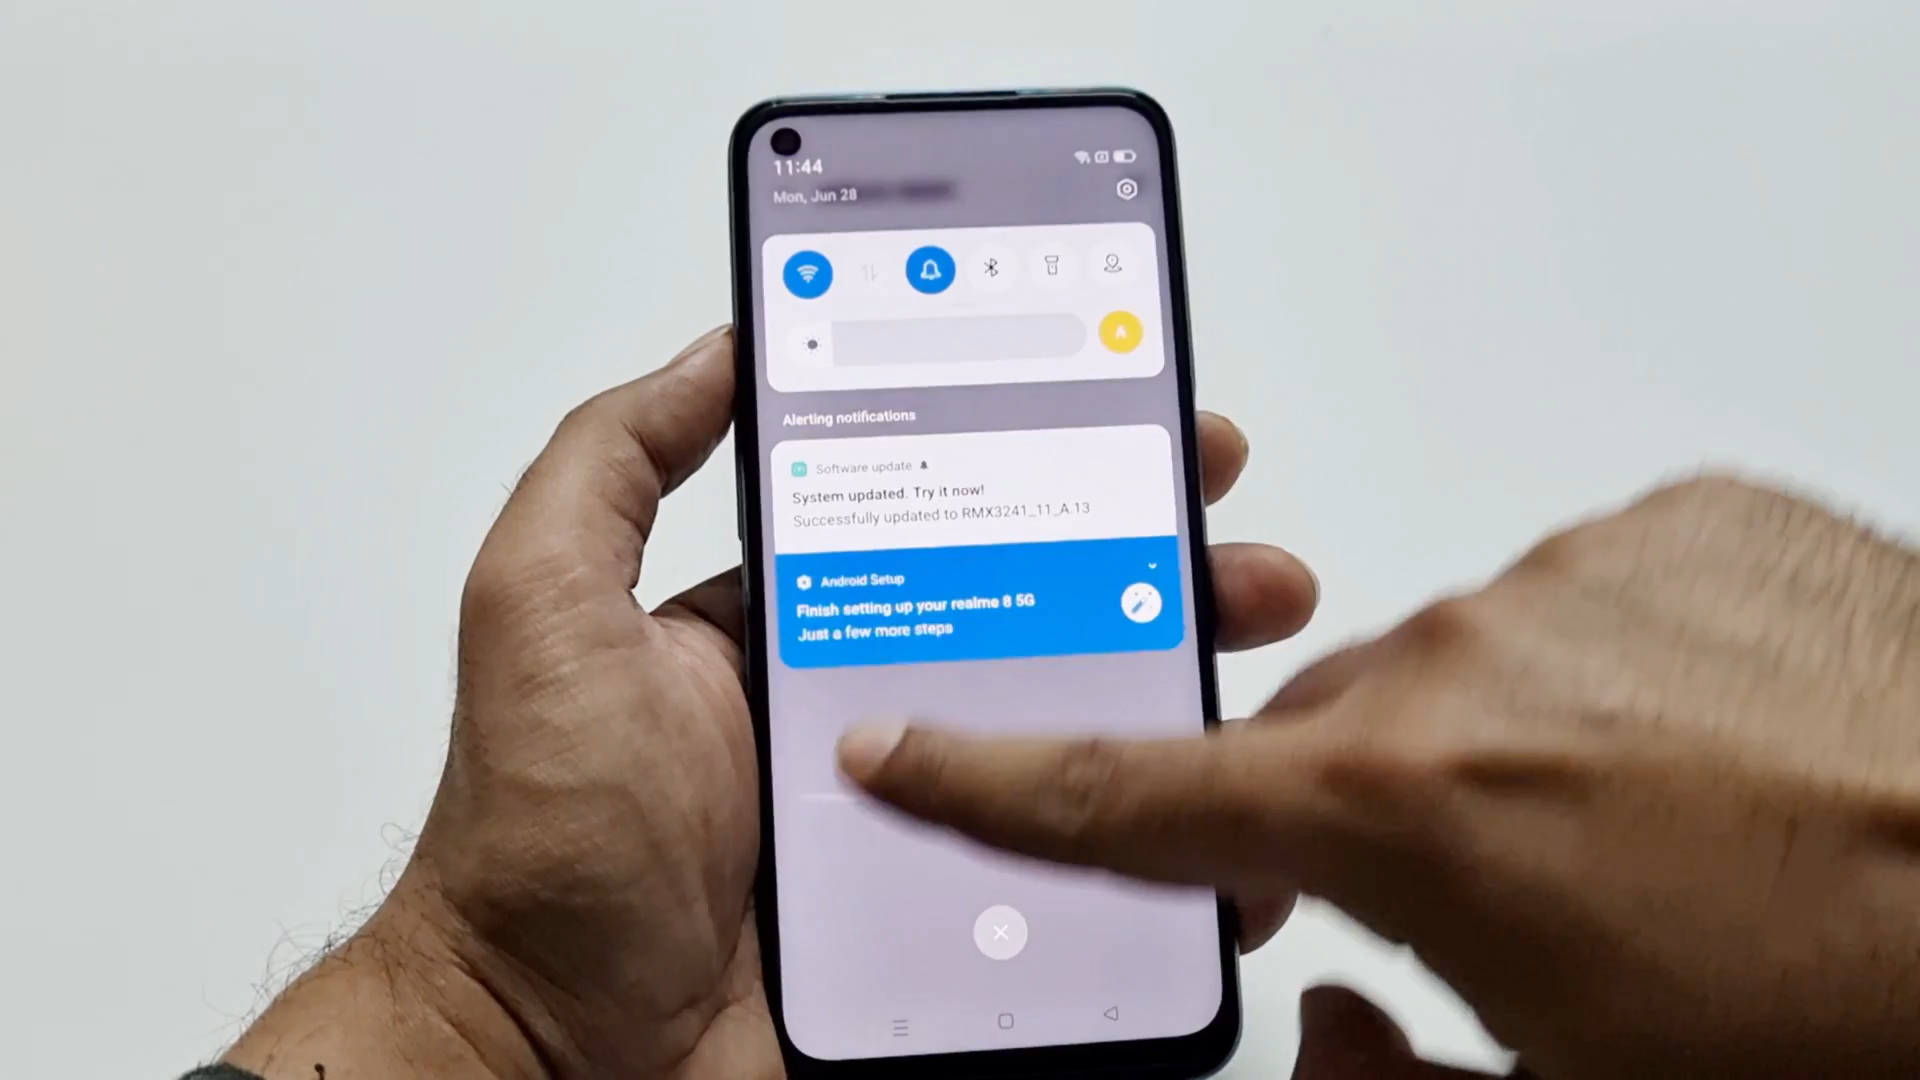 11:44
Mon, Jun 28
A
Alerting notifications
Software update
System updated. Try it now!
Successfully updated to RMX3241_11_A.13
Android Setup
Finish setting up your realme 8 5G
Just a few more steps